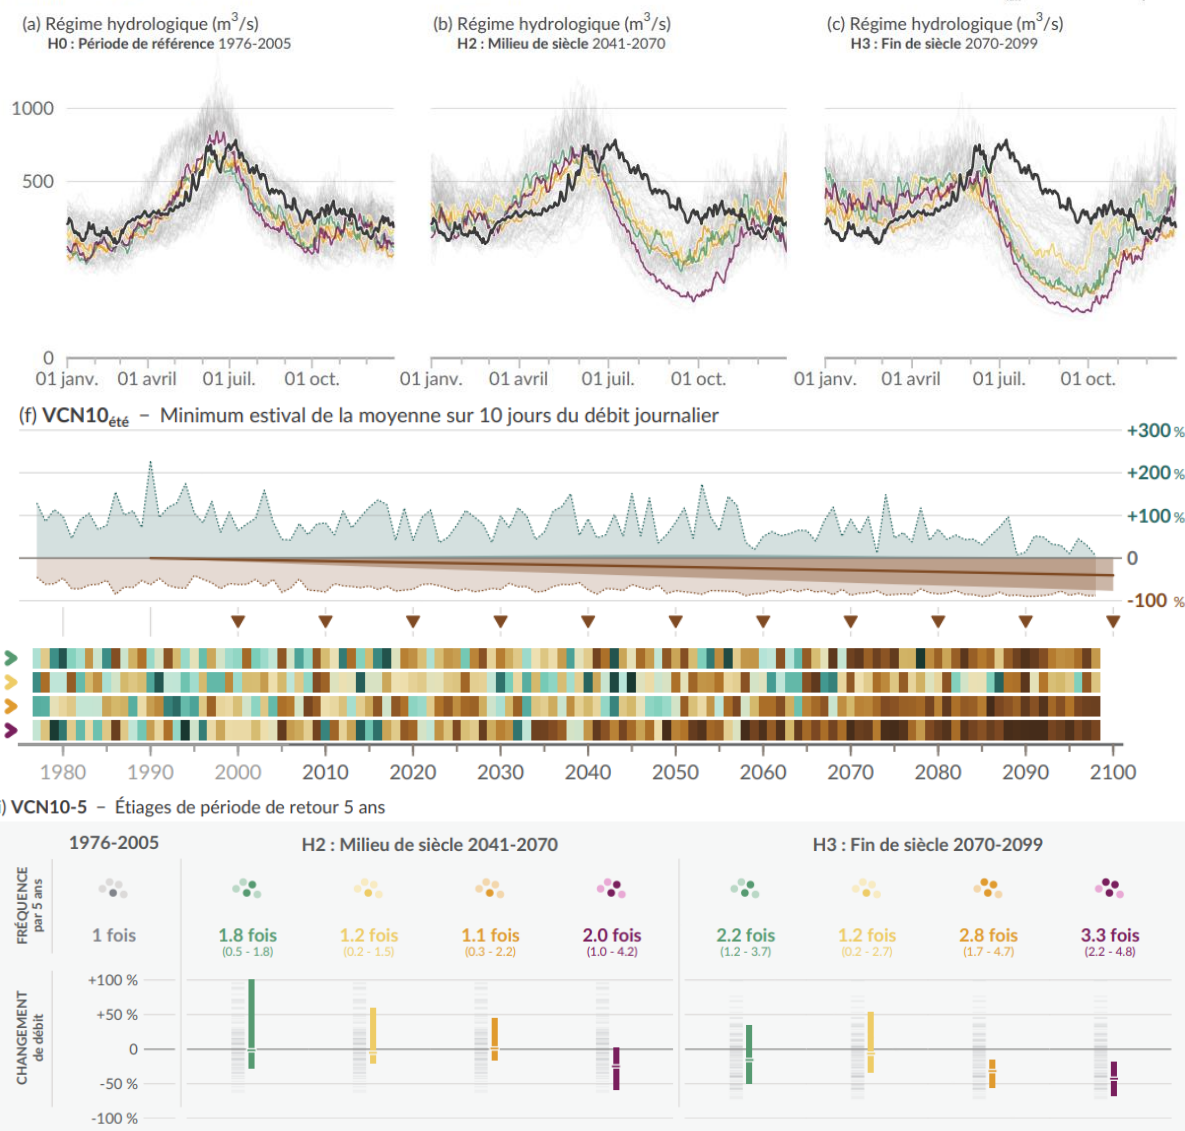 (a) Régime hydrologique (m³/s)
H0 : Période de référence 1976-2005
(b) Régime hydrologique (m³/s)
H2 : Milieu de siècle 2041-2070
(c) Régime hydrologique (m³/s)
H3 : Fin de siècle 2070-2099
1000
500
0
01 janv. 01 avril 01 juil. 01 oct.
01 janv. 01 avril 01 juil. 01 oct.
01 janv. 01 avril 01 juil. 01 oct.
(f) VCN10été – Minimum estival de la moyenne sur 10 jours du débit journalier
+300 %
+200 %
+100 %
0
-100 %
1980 1990 2000 2010 2020 2030 2040 2050 2060 2070 2080 2090 2100
i) VCN10-5 – Étiages de période de retour 5 ans
1976-2005 H2 : Milieu de siècle 2041-2070 H3 : Fin de siècle 2070-2099
FRÉQUENCE
par 5 ans
1 fois 1.8 fois 1.2 fois 1.1 fois 2.0 fois 2.2 fois 1.2 fois 2.8 fois 3.3 fois
(0.5 - 1.8) (0.2 - 1.5) (0.3 - 2.2) (1.0 - 4.2) (1.2 - 3.7) (0.2 - 2.7) (1.7 - 4.7) (2.2 - 4.8)
CHANGEMENT
de débit
+100 %
+50 %
0
-50 %
-100 %